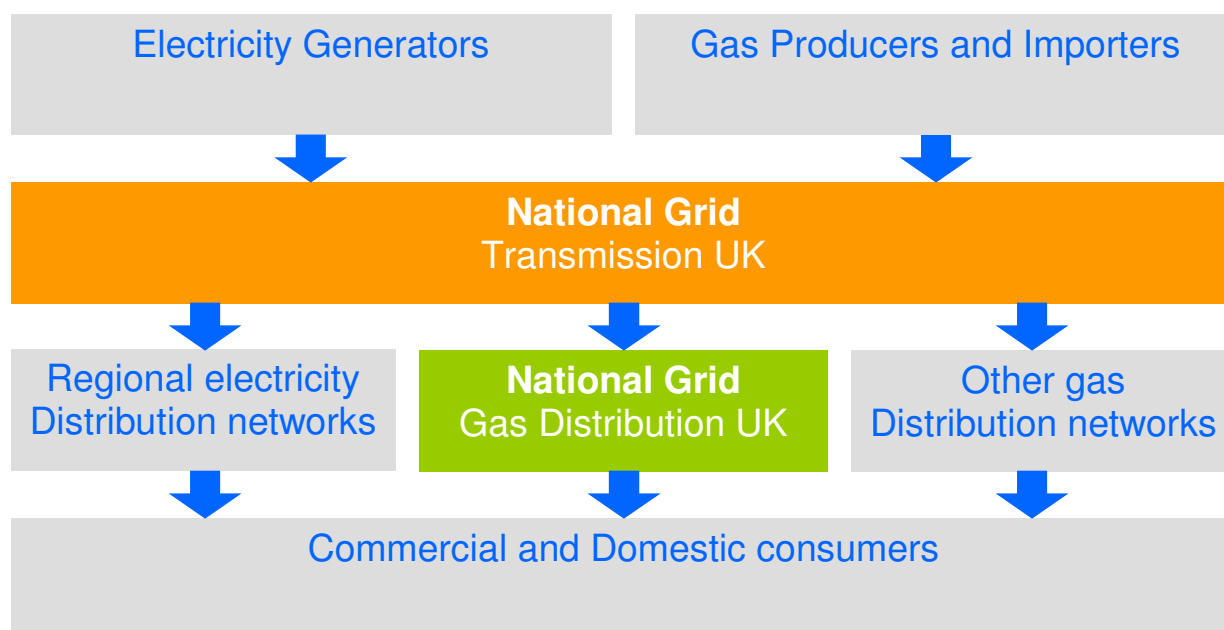 Electricity Generators
Gas Producers and Importers
National Grid
Transmission UK
Regional electricity
Distribution networks
National Grid
Gas Distribution UK
Other gas
Distribution networks
Commercial and Domestic consumers